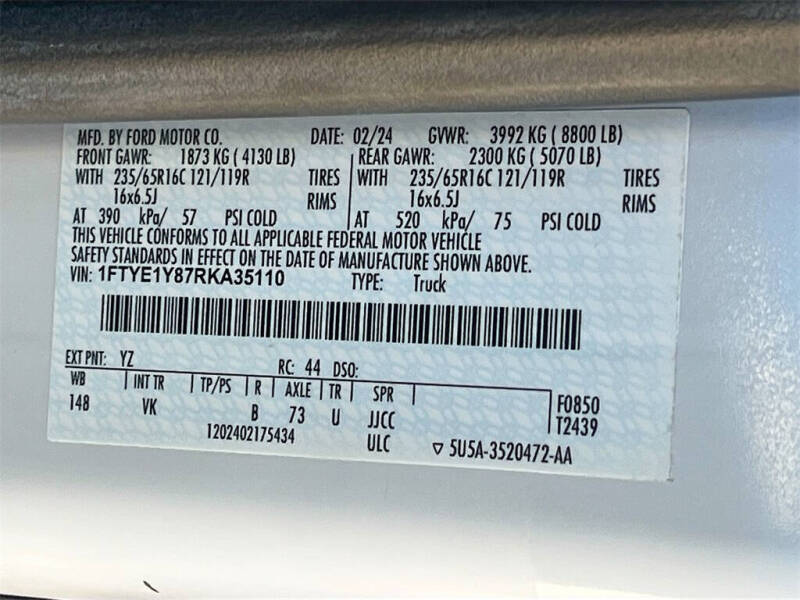 MFD. BY FORD MOTOR CO. DATE: 02/24 GVWR: 3992 KG ( 8800 LB)
FRONT GAWR: 1873 KG ( 4130 LB) REAR GAWR: 2300 KG ( 5070 LB)
WITH 235/65R16C 121/119R TIRES WITH 235/65R16C 121/119R TIRES
16x6.5J RIMS 16x6.5J RIMS
AT 390 kPa/ 57 PSI COLD AT 520 kPa/ 75 PSI COLD
THIS VEHICLE CONFORMS TO ALL APPLICABLE FEDERAL MOTOR VEHICLE
SAFETY STANDARDS IN EFFECT ON THE DATE OF MANUFACTURE SHOWN ABOVE.
VIN: 1FTYE1Y87RKA35110 TYPE: Truck
EXT PNT: YZ RC: 44 DSO:
WB INT TR TP/PS R AXLE TR SPR F0850
148 VK B 73 U JJCC T2439
1202402175434 ULC ▽ 5U5A-3520472-AA